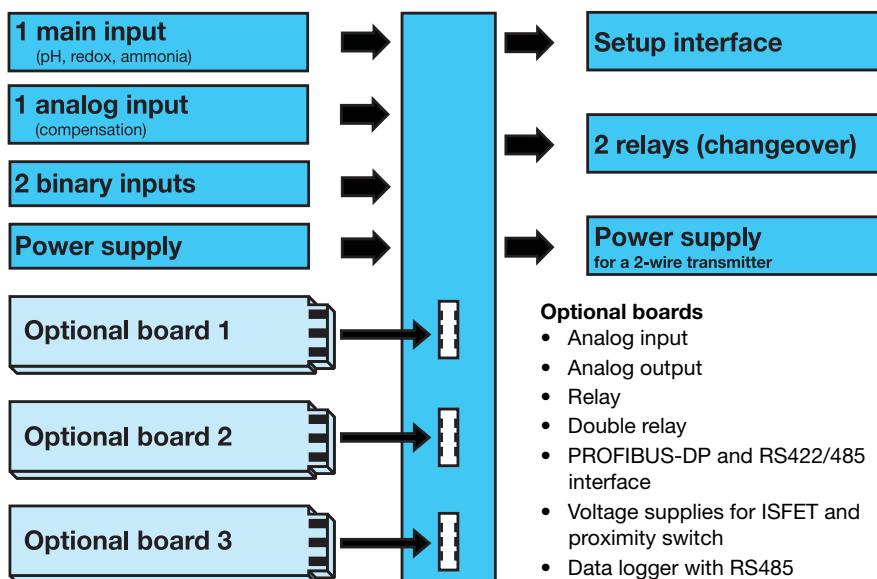 1 main input
(pH, redox, ammonia)
1 analog input
(compensation)
2 binary inputs
Power supply
Optional board 1
Optional board 2
Optional board 3
Setup interface
2 relays (changeover)
Power supply
for a 2-wire transmitter
Optional boards
• Analog input
• Analog output
• Relay
• Double relay
• PROFIBUS-DP and RS422/485
interface
• Voltage supplies for ISFET and
proximity switch
• Data logger with RS485